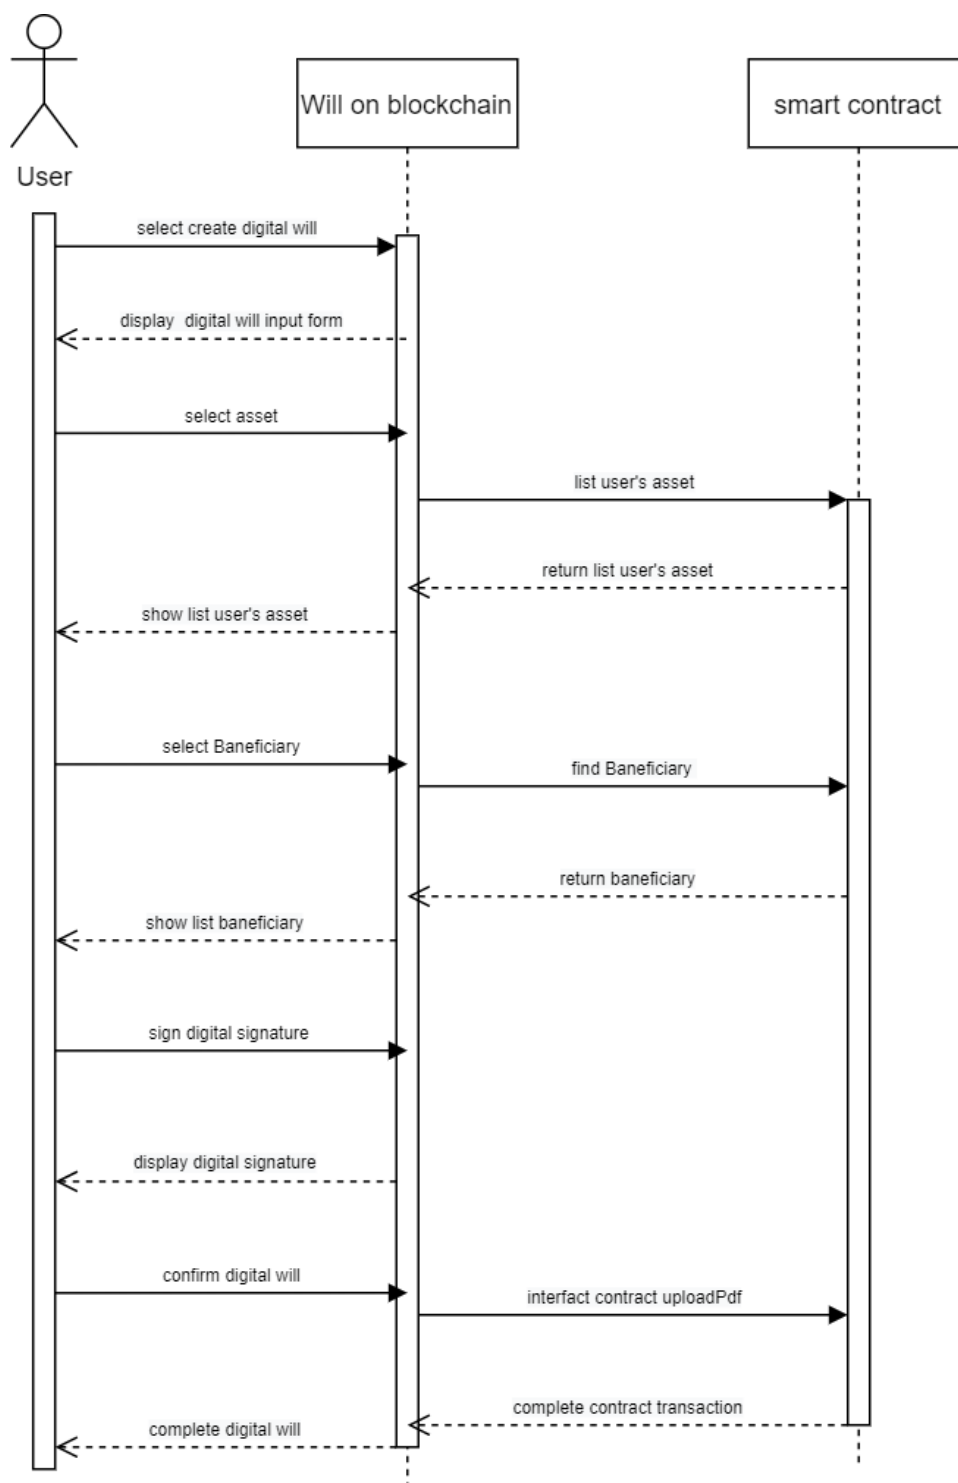 Will on blockchain
smart contract
User
select create digital will
display digital will input form
select asset
list user's asset
return list user's asset
show list user's asset
select Baneficiary
find Baneficiary
return baneficiary
show list baneficiary
sign digital signature
display digital signature
confirm digital will
interfact contract uploadPdf
complete contract transaction
complete digital will